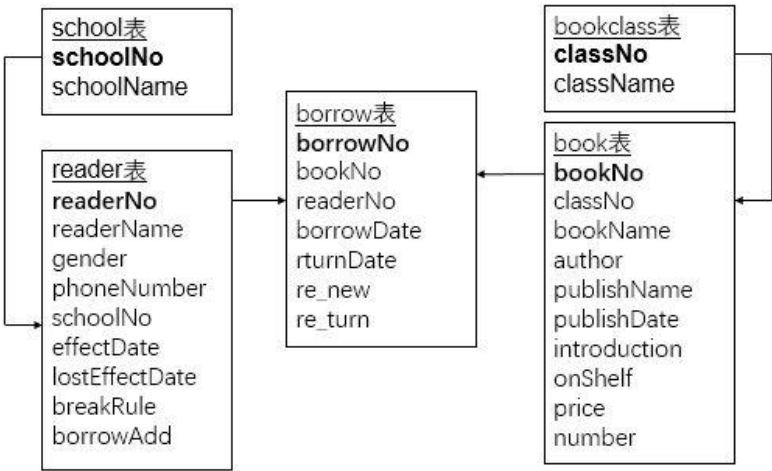 school表
schoolNo
schoolName
reader表
readerNo
readerName
gender
phoneNumber
schoolNo
effectDate
lostEffectDate
breakRule
borrowAdd
borrow表
borrowNo
bookNo
readerNo
borrowDate
rturnDate
re_new
re_turn
bookclass表
classNo
className
book表
bookNo
classNo
bookName
author
publishName
publishDate
introduction
onShelf
price
number